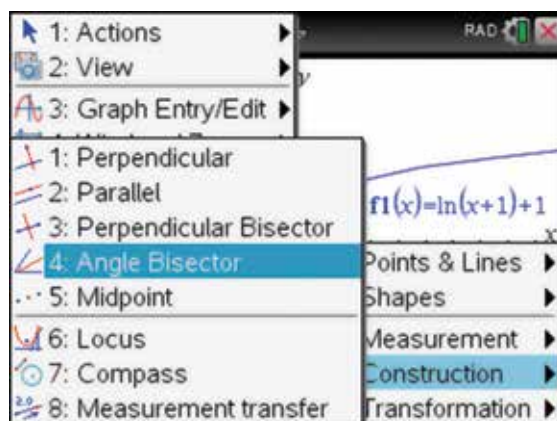 1: Actions
RAD
2: View
y
3: Graph Entry/Edit
1: Perpendicular
2: Parallel
f1(x)=ln(x+1)+1
3: Perpendicular Bisector
x
4: Angle Bisector
Points & Lines
5: Midpoint
Shapes
6: Locus
Measurement
7: Compass
Construction
2.0
8: Measurement transfer
Transformation